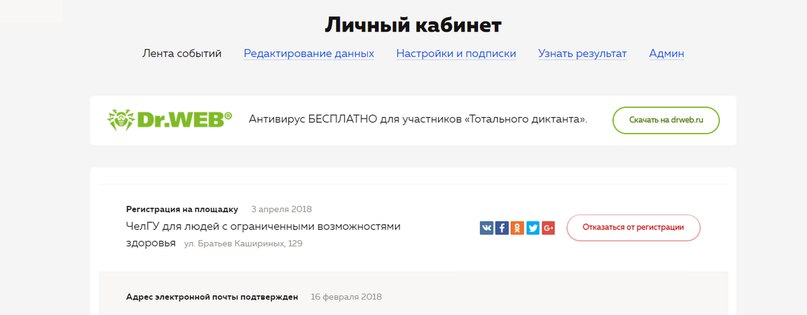 Личный кабинет
Лента событий Редактирование данных Настройки и подписки Узнать результат Админ
Dr.WEB® Антивирус БЕСПЛАТНО для участников «Тотального диктанта». Скачать на drweb.ru
Регистрация на площадку 3 апреля 2018
ЧелГУ для людей с ограниченными возможностями
здоровья ул. Братьев Кашириных, 129
Отказаться от регистрации
Адрес электронной почты подтвержден 16 февраля 2018